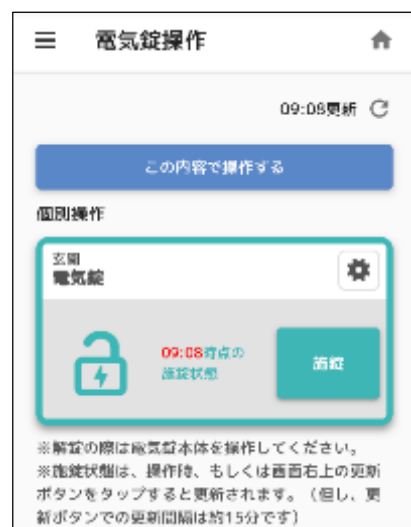 電気錠操作
09:08更新
この内容で操作する
個別操作
玄関
電気錠
09:08時点の
施錠状態
施錠
※解錠の際は電気錠本体を操作してください。
※施錠状態は、操作時、もしくは画面右上の更新
ボタンをタップすると更新されます。（但し、更
新ボタンでの更新間隔は約15分です）